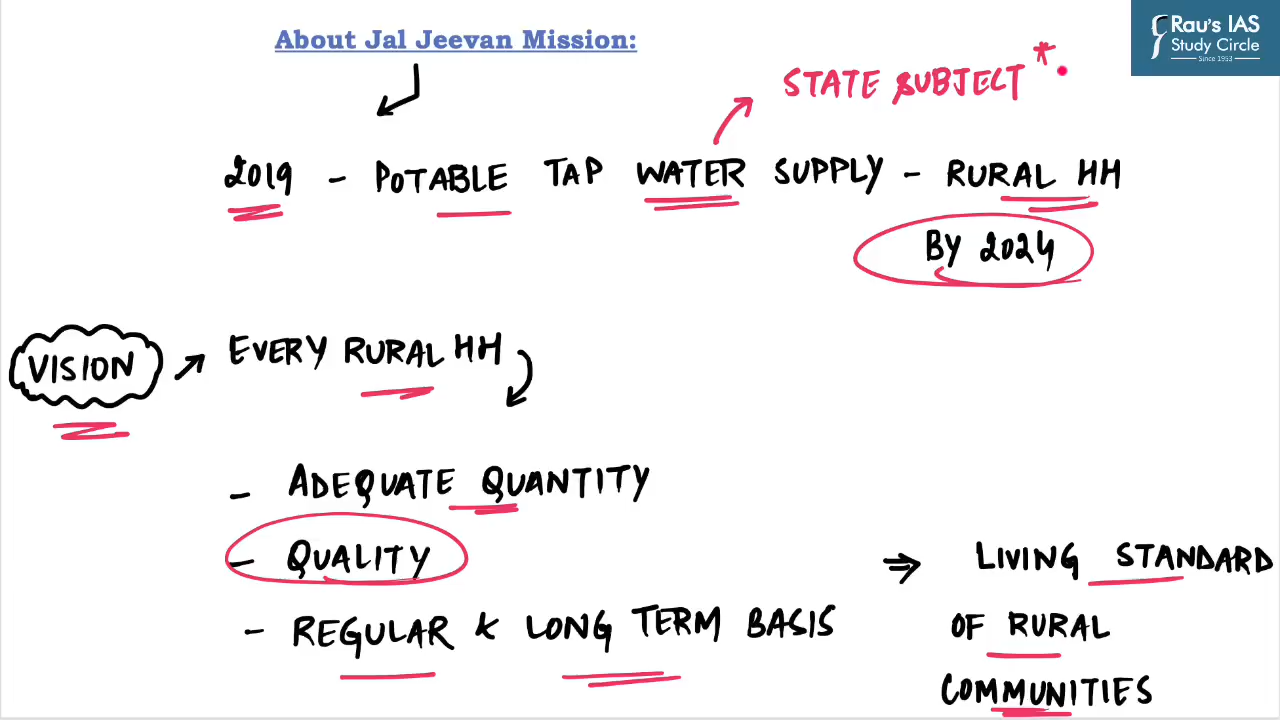 About Jal Jeevan Mission:
Rau's IAS
Study Circle
Since 1953
STATE SUBJECT *
2019 - POTABLE TAP WATER SUPPLY - RURAL HH
BY 2024
VISION → EVERY RURAL HH
- ADEQUATE QUANTITY
- QUALITY
- REGULAR & LONG TERM BASIS
⇒ LIVING STANDARD
OF RURAL
COMMUNITIES